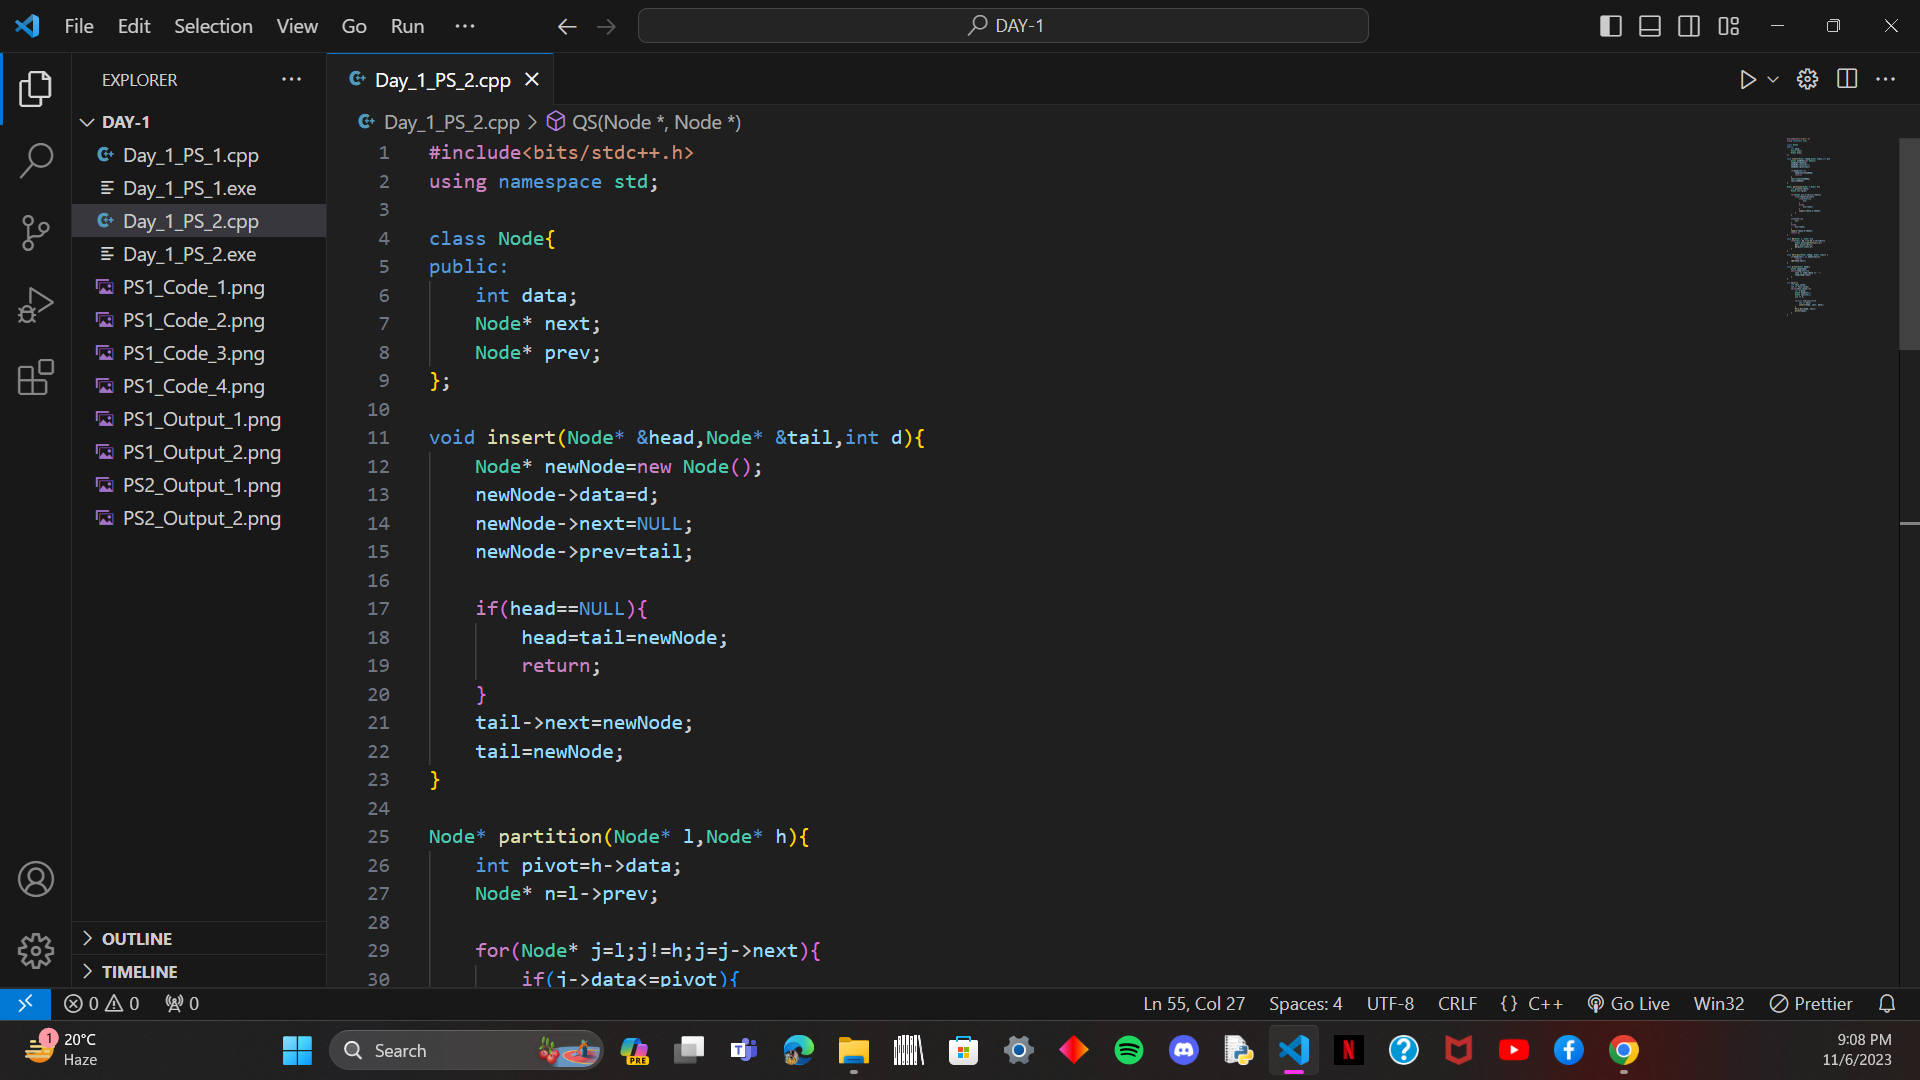 File Edit Selection View Go Run ··· DAY-1
EXPLORER ···
DAY-1
Day_1_PS_1.cpp
Day_1_PS_1.exe
Day_1_PS_2.cpp
Day_1_PS_2.exe
PS1_Code_1.png
PS1_Code_2.png
PS1_Code_3.png
PS1_Code_4.png
PS1_Output_1.png
PS1_Output_2.png
PS2_Output_1.png
PS2_Output_2.png
OUTLINE
TIMELINE
Day_1_PS_2.cpp
Day_1_PS_2.cpp > QS(Node *, Node *)
1 #include<bits/stdc++.h>
2 using namespace std;
3
4 class Node{
5 public:
6     int data;
7     Node* next;
8     Node* prev;
9 };
10
11 void insert(Node* &head,Node* &tail,int d){
12     Node* newNode=new Node();
13     newNode->data=d;
14     newNode->next=NULL;
15     newNode->prev=tail;
16
17     if(head==NULL){
18         head=tail=newNode;
19         return;
20     }
21     tail->next=newNode;
22     tail=newNode;
23 }
24
25 Node* partition(Node* l,Node* h){
26     int pivot=h->data;
27     Node* n=l->prev;
28
29     for(Node* j=l;j!=h;j=j->next){
30         if(j->data<=pivot){
0 0 0 Ln 55, Col 27 Spaces: 4 UTF-8 CRLF {} C++ Go Live Win32 Prettier
1 20°C
Haze
Search
PRE
9:08 PM
11/6/2023